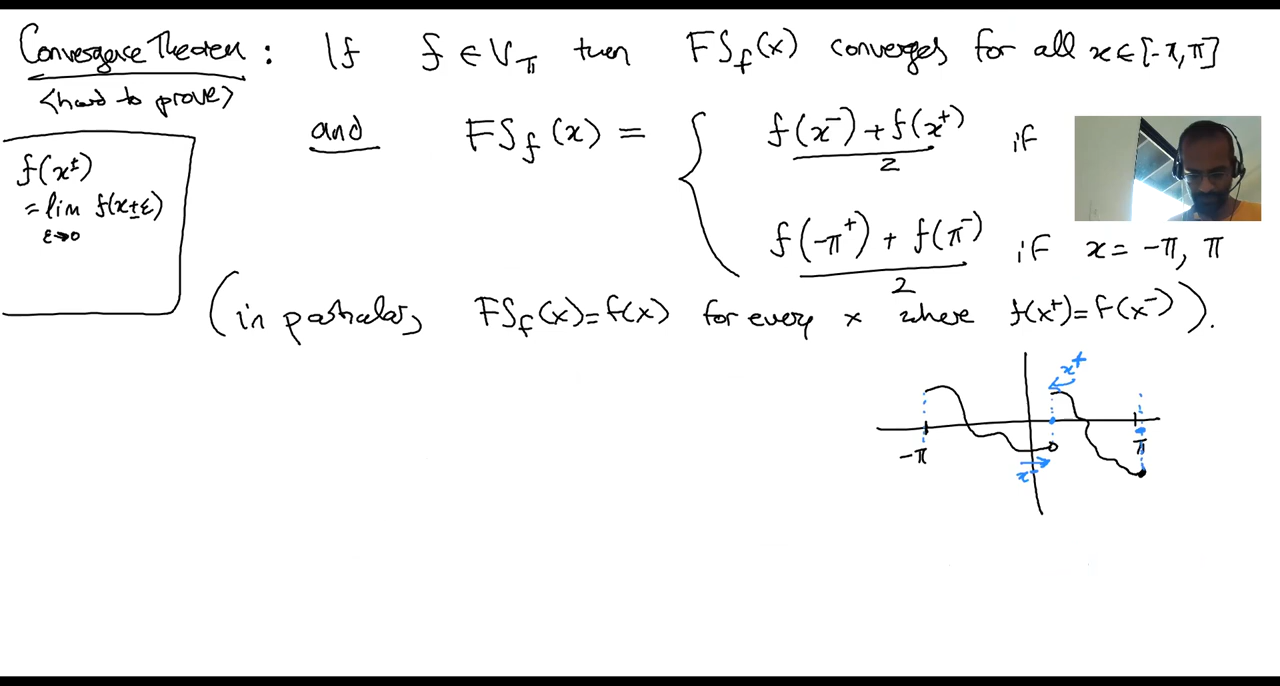 Convergence Theorem : If f ∈ V_π then FS_f(x) converges for all x ∈ [-π, π]
<hard to prove>
and FS_f(x) = { (f(x⁻) + f(x⁺))/2 if
(f(-π⁺) + f(π⁻))/2 if x = -π, π
f(x±)
= lim f(x±ε)
ε→0
(in particular, FS_f(x) = f(x) for every x where f(x⁺) = f(x⁻)).
x⁺
-π
π
x⁻